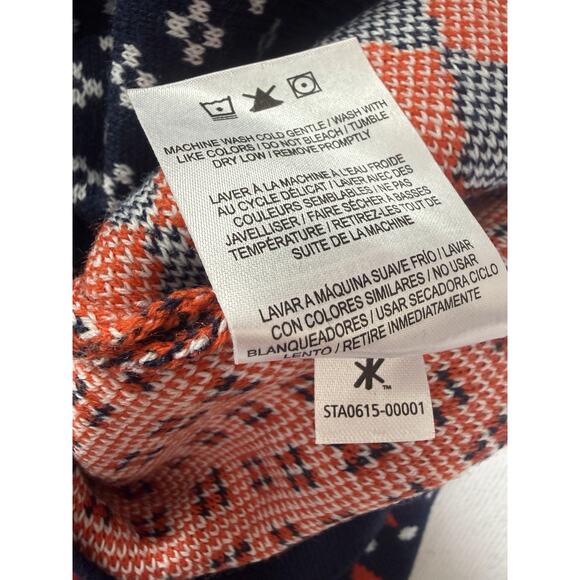 MACHINE WASH COLD GENTLE / WASH WITH
LIKE COLORS / DO NOT BLEACH / TUMBLE
DRY LOW / REMOVE PROMPTLY
LAVER À LA MACHINE À L'EAU FROIDE
AU CYCLE DÉLICAT / LAVER AVEC DES
COULEURS SEMBLABLES / NE PAS
JAVELLISER / FAIRE SÉCHER À BASSES
TEMPÉRATURE / RETIREZ-LES TOUT DE
SUITE DE LA MACHINE
LAVAR A MÁQUINA SUAVE FRÍO / LAVAR
CON COLORES SIMILARES / NO USAR
BLANQUEADORES / USAR SECADORA CICLO
LENTO / RETIRE INMEDIATAMENTE
TM
STA0615-00001